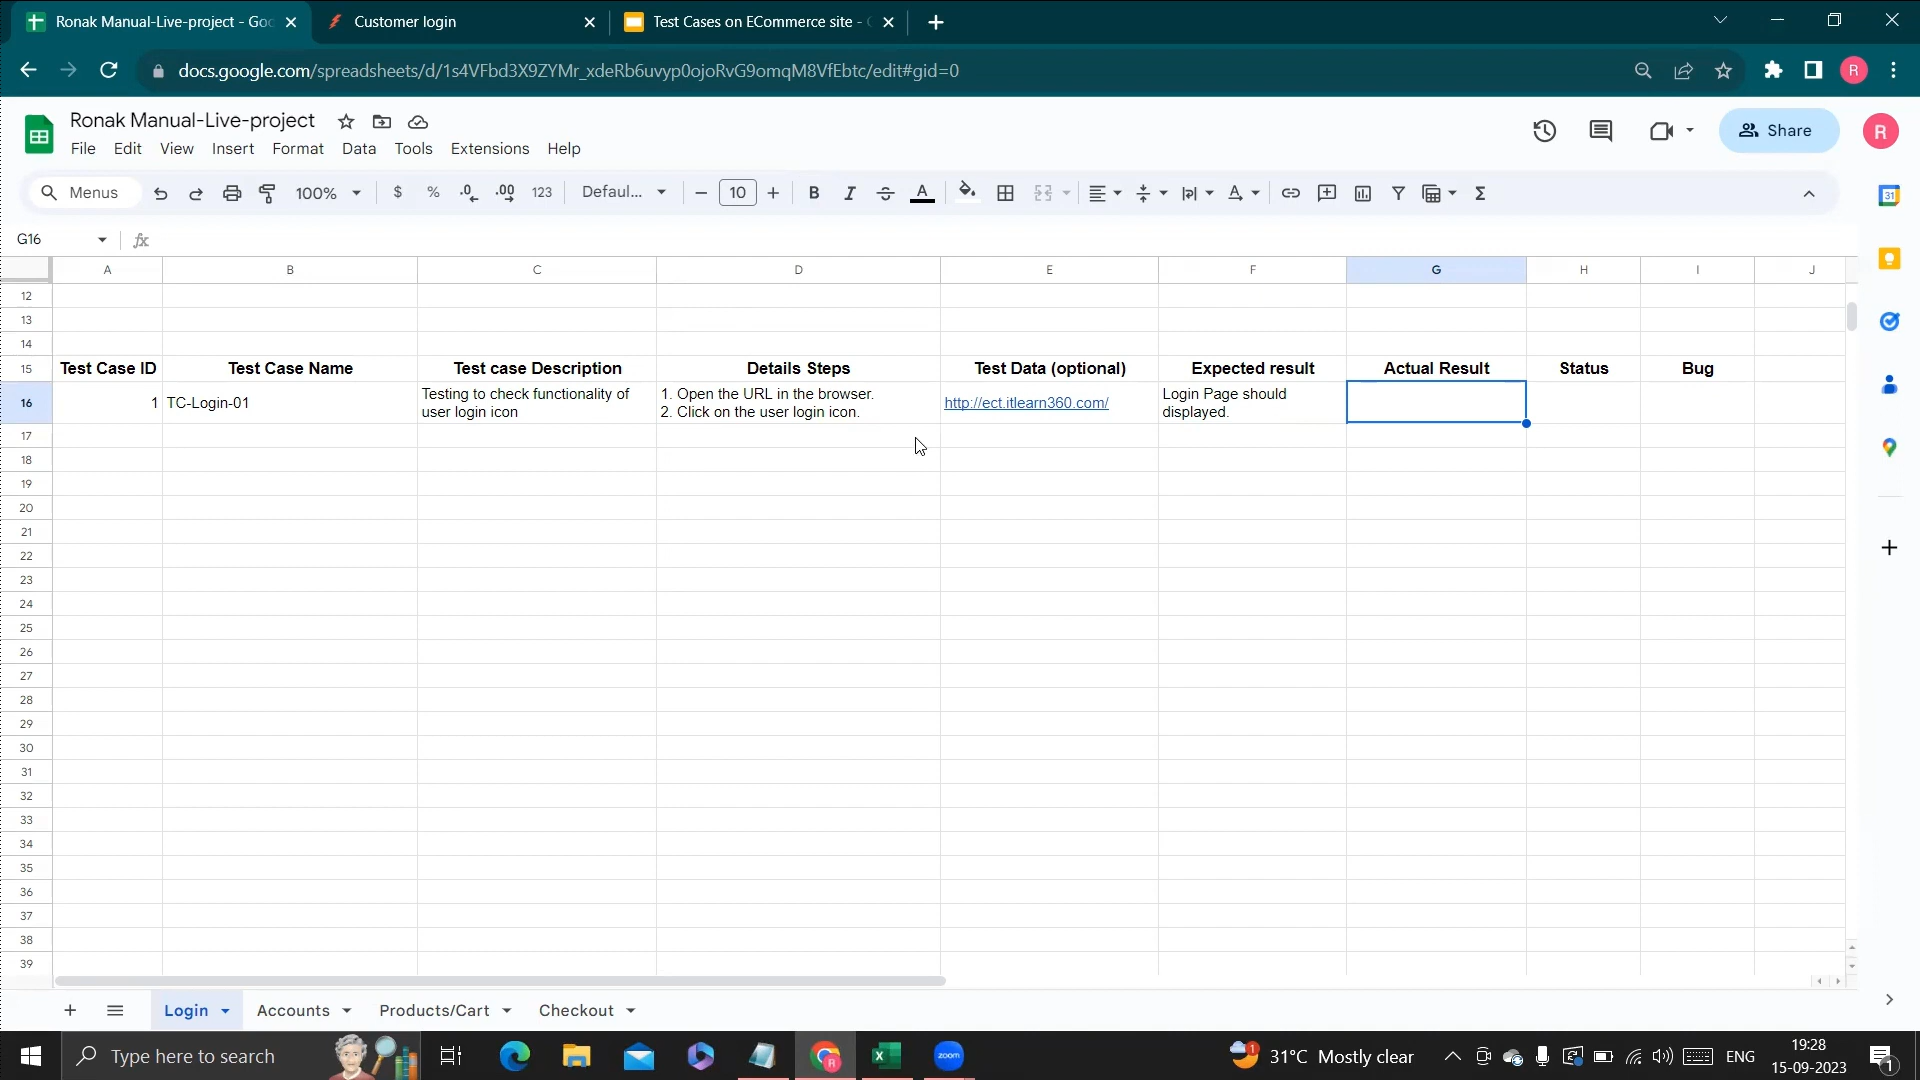 Ronak Manual-Live-project - Goo
Customer login
Test Cases on ECommerce site -
docs.google.com/spreadsheets/d/1s4VFbd3X9ZYMr_xdeRb6uvyp0ojoRvG9omqM8VfEbtc/edit#gid=0
R
Ronak Manual-Live-project
Share
R
File Edit View Insert Format Data Tools Extensions Help
Menus 100% $ % .0 .00 123 Defaul... 10 B I A
31
G16 fx
A B C D E F G H I J
12
13
14
15 Test Case ID Test Case Name Test case Description Details Steps Test Data (optional) Expected result Actual Result Status Bug
16 1 TC-Login-01 Testing to check functionality of user login icon 1. Open the URL in the browser. 2. Click on the user login icon. http://ect.itlearn360.com/ Login Page should displayed.
17
18
19
20
21
22
23
24
25
26
27
28
29
30
31
32
33
34
35
36
37
38
39
Login Accounts Products/Cart Checkout
Type here to search
zoom
1
31°C Mostly clear
ENG
19:28
15-09-2023
1